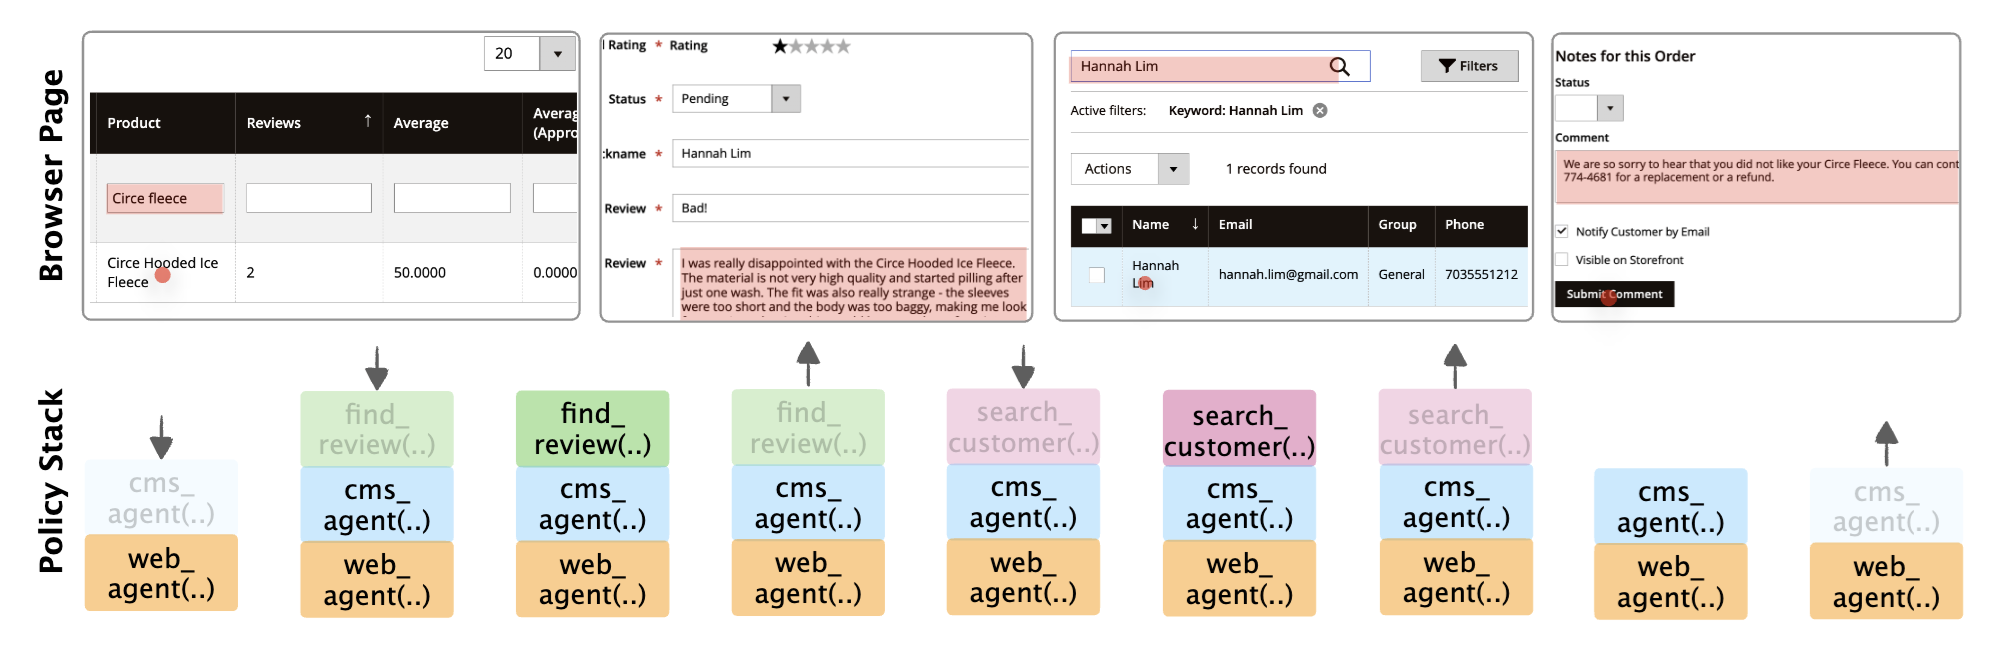 Browser Page
20
Product
Reviews
Average
Averag
(Appro
Circe fleece
Circe Hooded Ice
Fleece
2
50.0000
0.0000
l Rating * Rating
Status * Pending
:kname * Hannah Lim
Review * Bad!
Review * I was really disappointed with the Circe Hooded Ice Fleece.
The material is not very high quality and started pilling after
just one wash. The fit was also really strange - the sleeves
were too short and the body was too baggy, making me look
Hannah Lim
Filters
Active filters: Keyword: Hannah Lim
Actions
1 records found
Name
Email
Group
Phone
Hannah
Lim
hannah.lim@gmail.com
General
7035551212
Notes for this Order
Status
Comment
We are so sorry to hear that you did not like your Circe Fleece. You can cont
774-4681 for a replacement or a refund.
Notify Customer by Email
Visible on Storefront
Submit Comment
Policy Stack
cms_
agent(..)
web_
agent(..)
find_
review(..)
cms_
agent(..)
web_
agent(..)
find_
review(..)
cms_
agent(..)
web_
agent(..)
find_
review(..)
cms_
agent(..)
web_
agent(..)
search_
customer(..)
cms_
agent(..)
web_
agent(..)
search_
customer(..)
cms_
agent(..)
web_
agent(..)
search_
customer(..)
cms_
agent(..)
web_
agent(..)
cms_
agent(..)
web_
agent(..)
cms_
agent(..)
web_
agent(..)